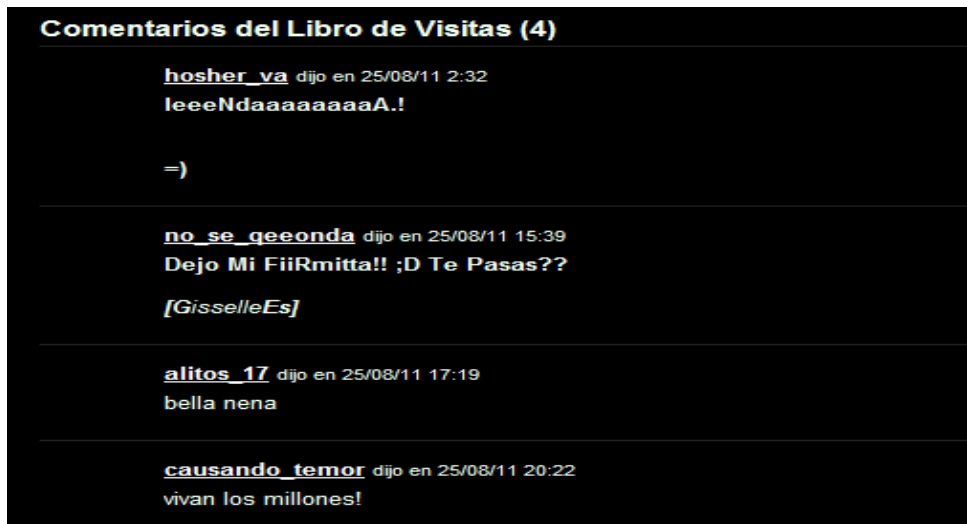 Comentarios del Libro de Visitas (4)
hosher_va dijo en 25/08/11 2:32
leeeNdaaaaaaaaA.!
=)
no_se_qeeonda dijo en 25/08/11 15:39
Dejo Mi FiiRmitta!! ;D Te Pasas??
[GisselleEs]
alitos_17 dijo en 25/08/11 17:19
bella nena
causando_temor dijo en 25/08/11 20:22
vivan los millones!